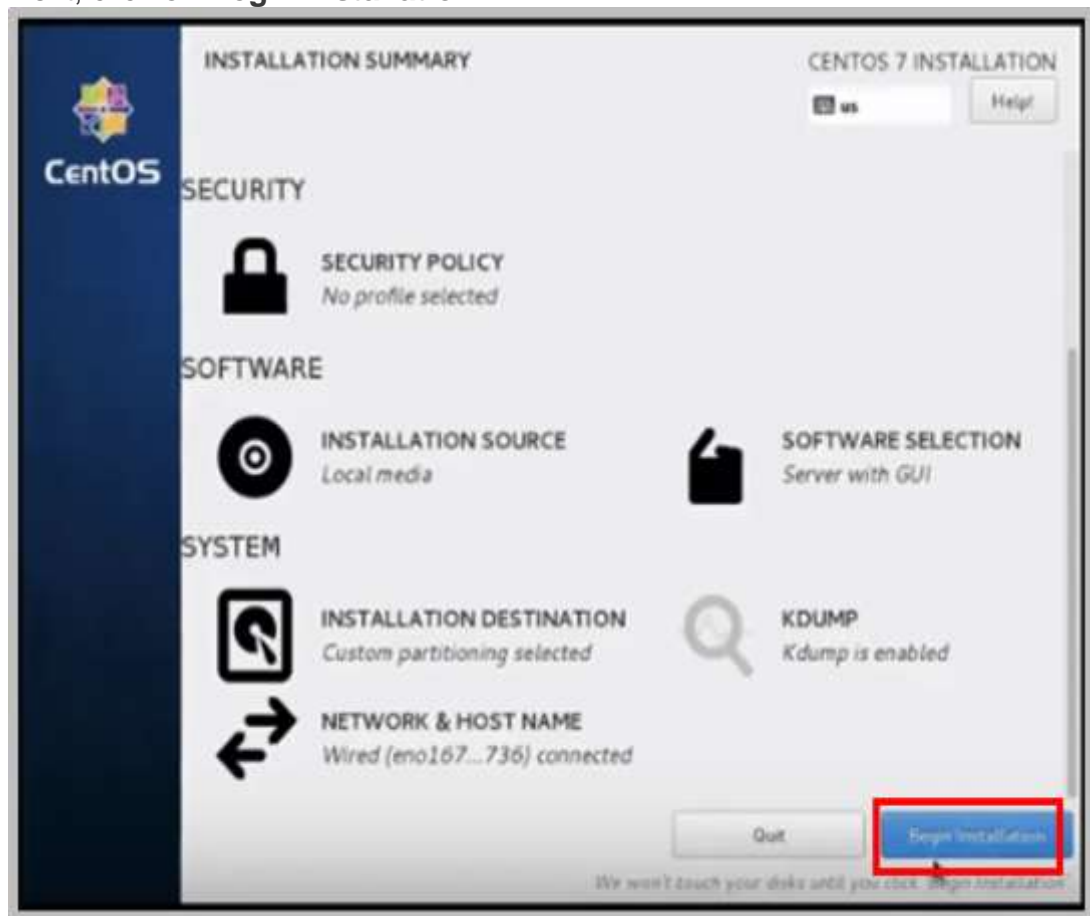 INSTALLATION SUMMARY
CENTOS 7 INSTALLATION
us
Help!
CentOS
SECURITY
SECURITY POLICY
No profile selected
SOFTWARE
INSTALLATION SOURCE
Local media
SOFTWARE SELECTION
Server with GUI
SYSTEM
INSTALLATION DESTINATION
Custom partitioning selected
KDUMP
Kdump is enabled
NETWORK & HOST NAME
Wired (eno167...736) connected
Quit
Begin Installation
We won't touch your disks until you click 'Begin Installation'